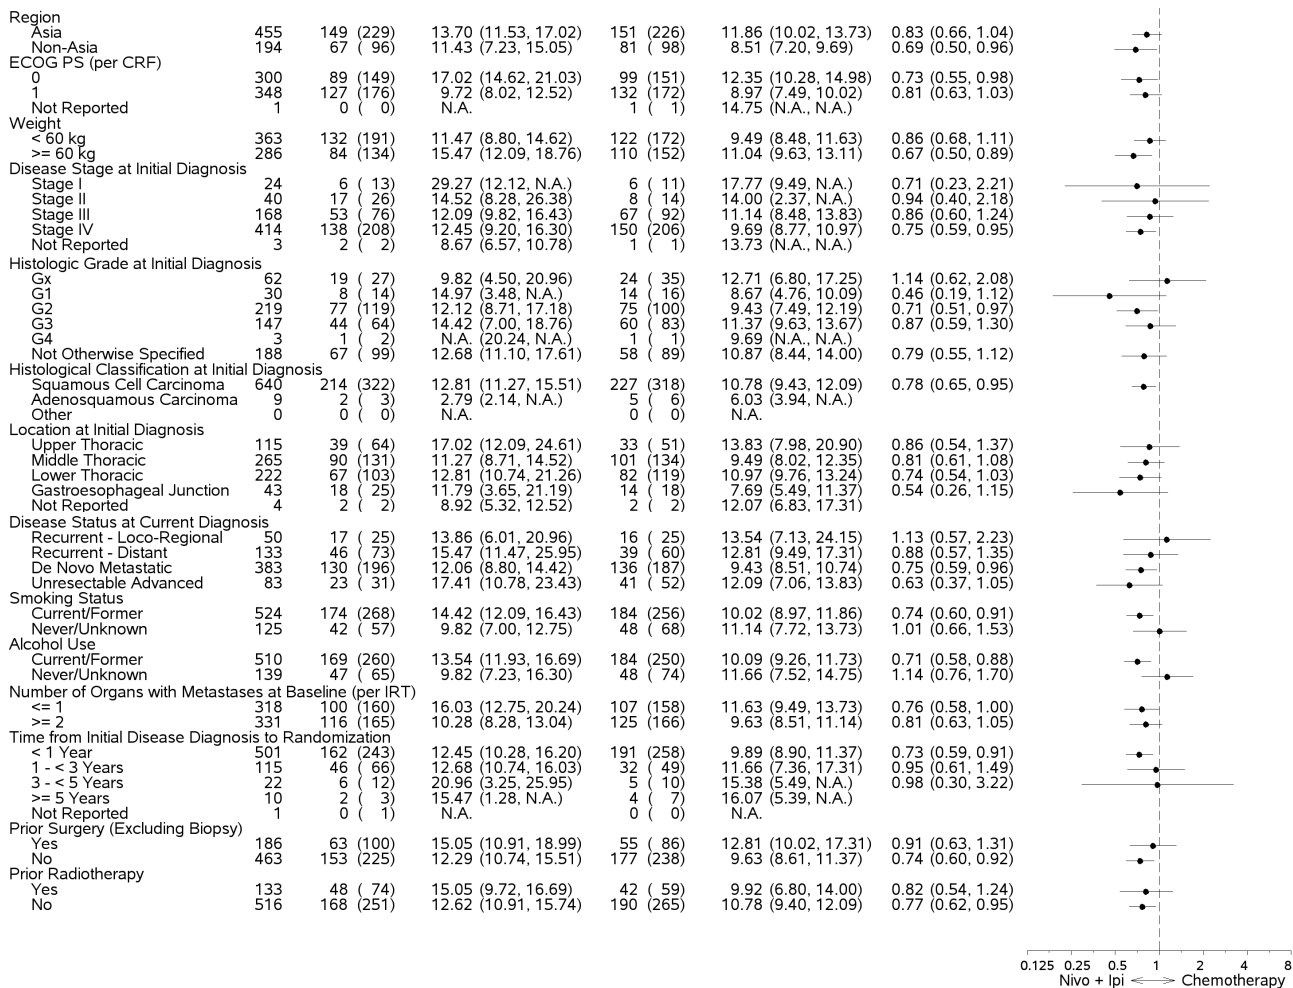 Region
Asia 455 149 (229) 13.70 (11.53, 17.02) 151 (226) 11.86 (10.02, 13.73) 0.83 (0.66, 1.04)
Non-Asia 194 67 ( 96) 11.43 (7.23, 15.05) 81 ( 98) 8.51 (7.20, 9.69) 0.69 (0.50, 0.96)
ECOG PS (per CRF)
0 300 89 (149) 17.02 (14.62, 21.03) 99 (151) 12.35 (10.28, 14.98) 0.73 (0.55, 0.98)
1 348 127 (176) 9.72 (8.02, 12.52) 132 (172) 8.97 (7.49, 10.02) 0.81 (0.63, 1.03)
Not Reported 1 0 ( 0) N.A. 1 ( 1) 14.75 (N.A., N.A.)
Weight
< 60 kg 363 132 (191) 11.47 (8.80, 14.62) 122 (172) 9.49 (8.48, 11.63) 0.86 (0.68, 1.11)
>= 60 kg 286 84 (134) 15.47 (12.09, 18.76) 110 (152) 11.04 (9.63, 13.11) 0.67 (0.50, 0.89)
Disease Stage at Initial Diagnosis
Stage I 24 6 ( 13) 29.27 (12.12, N.A.) 6 ( 11) 17.77 (9.49, N.A.) 0.71 (0.23, 2.21)
Stage II 40 17 ( 26) 14.52 (8.28, 26.38) 8 ( 14) 14.00 (2.37, N.A.) 0.94 (0.40, 2.18)
Stage III 168 53 ( 76) 12.09 (9.82, 16.43) 67 ( 92) 11.14 (8.48, 13.83) 0.86 (0.60, 1.24)
Stage IV 414 138 (208) 12.45 (9.20, 16.30) 150 (206) 9.69 (8.77, 10.97) 0.75 (0.59, 0.95)
Not Reported 3 2 ( 2) 8.67 (6.57, 10.78) 1 ( 1) 13.73 (N.A., N.A.)
Histologic Grade at Initial Diagnosis
Gx 62 19 ( 27) 9.82 (4.50, 20.96) 24 ( 35) 12.71 (6.80, 17.25) 1.14 (0.62, 2.08)
G1 30 8 ( 14) 14.97 (3.48, N.A.) 14 ( 16) 8.67 (4.76, 10.09) 0.46 (0.19, 1.12)
G2 219 77 (119) 12.12 (8.71, 17.18) 75 (100) 9.43 (7.49, 12.19) 0.71 (0.51, 0.97)
G3 147 44 ( 64) 14.42 (7.00, 18.76) 60 ( 83) 11.37 (9.63, 13.67) 0.87 (0.59, 1.30)
G4 3 1 ( 2) N.A. (20.24, N.A.) 1 ( 1) 9.69 (N.A., N.A.)
Not Otherwise Specified 188 67 ( 99) 12.68 (11.10, 17.61) 58 ( 89) 10.87 (8.44, 14.00) 0.79 (0.55, 1.12)
Histological Classification at Initial Diagnosis
Squamous Cell Carcinoma 640 214 (322) 12.81 (11.27, 15.51) 227 (318) 10.78 (9.43, 12.09) 0.78 (0.65, 0.95)
Adenosquamous Carcinoma 9 2 ( 3) 2.79 (2.14, N.A.) 5 ( 6) 6.03 (3.94, N.A.)
Other 0 0 ( 0) N.A. 0 ( 0) N.A.
Location at Initial Diagnosis
Upper Thoracic 115 39 ( 64) 17.02 (12.09, 24.61) 33 ( 51) 13.83 (7.98, 20.90) 0.86 (0.54, 1.37)
Middle Thoracic 265 90 (131) 11.27 (8.71, 14.52) 101 (134) 9.49 (8.02, 12.35) 0.81 (0.61, 1.08)
Lower Thoracic 222 67 (103) 12.81 (10.74, 21.26) 82 (119) 10.97 (9.76, 13.24) 0.74 (0.54, 1.03)
Gastroesophageal Junction 43 18 ( 25) 11.79 (3.65, 21.19) 14 ( 18) 7.69 (5.49, 11.37) 0.54 (0.26, 1.15)
Not Reported 4 2 ( 2) 8.92 (5.32, 12.52) 2 ( 2) 12.07 (6.83, 17.31)
Disease Status at Current Diagnosis
Recurrent - Loco-Regional 50 17 ( 25) 13.86 (6.01, 20.96) 16 ( 25) 13.54 (7.13, 24.15) 1.13 (0.57, 2.23)
Recurrent - Distant 133 46 ( 73) 15.47 (11.47, 25.95) 39 ( 60) 12.81 (9.49, 17.31) 0.88 (0.57, 1.35)
De Novo Metastatic 383 130 (196) 12.06 (8.80, 14.42) 136 (187) 9.43 (8.51, 10.74) 0.75 (0.59, 0.96)
Unresectable Advanced 83 23 ( 31) 17.41 (10.78, 23.43) 41 ( 52) 12.09 (7.06, 13.83) 0.63 (0.37, 1.05)
Smoking Status
Current/Former 524 174 (268) 14.42 (12.09, 16.43) 184 (256) 10.02 (8.97, 11.86) 0.74 (0.60, 0.91)
Never/Unknown 125 42 ( 57) 9.82 (7.00, 12.75) 48 ( 68) 11.14 (7.72, 13.73) 1.01 (0.66, 1.53)
Alcohol Use
Current/Former 510 169 (260) 13.54 (11.93, 16.69) 184 (250) 10.09 (9.26, 11.73) 0.71 (0.58, 0.88)
Never/Unknown 139 47 ( 65) 9.82 (7.23, 16.30) 48 ( 74) 11.66 (7.52, 14.75) 1.14 (0.76, 1.70)
Number of Organs with Metastases at Baseline (per IRT)
<= 1 318 100 (160) 16.03 (12.75, 20.24) 107 (158) 11.63 (9.49, 13.73) 0.76 (0.58, 1.00)
>= 2 331 116 (165) 10.28 (8.28, 13.04) 125 (166) 9.63 (8.51, 11.14) 0.81 (0.63, 1.05)
Time from Initial Disease Diagnosis to Randomization
< 1 Year 501 162 (243) 12.45 (10.28, 16.20) 191 (258) 9.89 (8.90, 11.37) 0.73 (0.59, 0.91)
1 - < 3 Years 115 46 ( 66) 12.68 (10.74, 16.03) 32 ( 49) 11.66 (7.36, 17.31) 0.95 (0.61, 1.49)
3 - < 5 Years 22 6 ( 12) 20.96 (3.25, 25.95) 5 ( 10) 15.38 (5.49, N.A.) 0.98 (0.30, 3.22)
>= 5 Years 10 2 ( 3) 15.47 (1.28, N.A.) 4 ( 7) 16.07 (5.39, N.A.)
Not Reported 1 0 ( 1) N.A. 0 ( 0) N.A.
Prior Surgery (Excluding Biopsy)
Yes 186 63 (100) 15.05 (10.91, 18.99) 55 ( 86) 12.81 (10.02, 17.31) 0.91 (0.63, 1.31)
No 463 153 (225) 12.29 (10.74, 15.51) 177 (238) 9.63 (8.61, 11.37) 0.74 (0.60, 0.92)
Prior Radiotherapy
Yes 133 48 ( 74) 15.05 (9.72, 16.69) 42 ( 59) 9.92 (6.80, 14.00) 0.82 (0.54, 1.24)
No 516 168 (251) 12.62 (10.91, 15.74) 190 (265) 10.78 (9.40, 12.09) 0.77 (0.62, 0.95)
0.125 0.25 0.5 1 2 4 8
Nivo + Ipi Chemotherapy